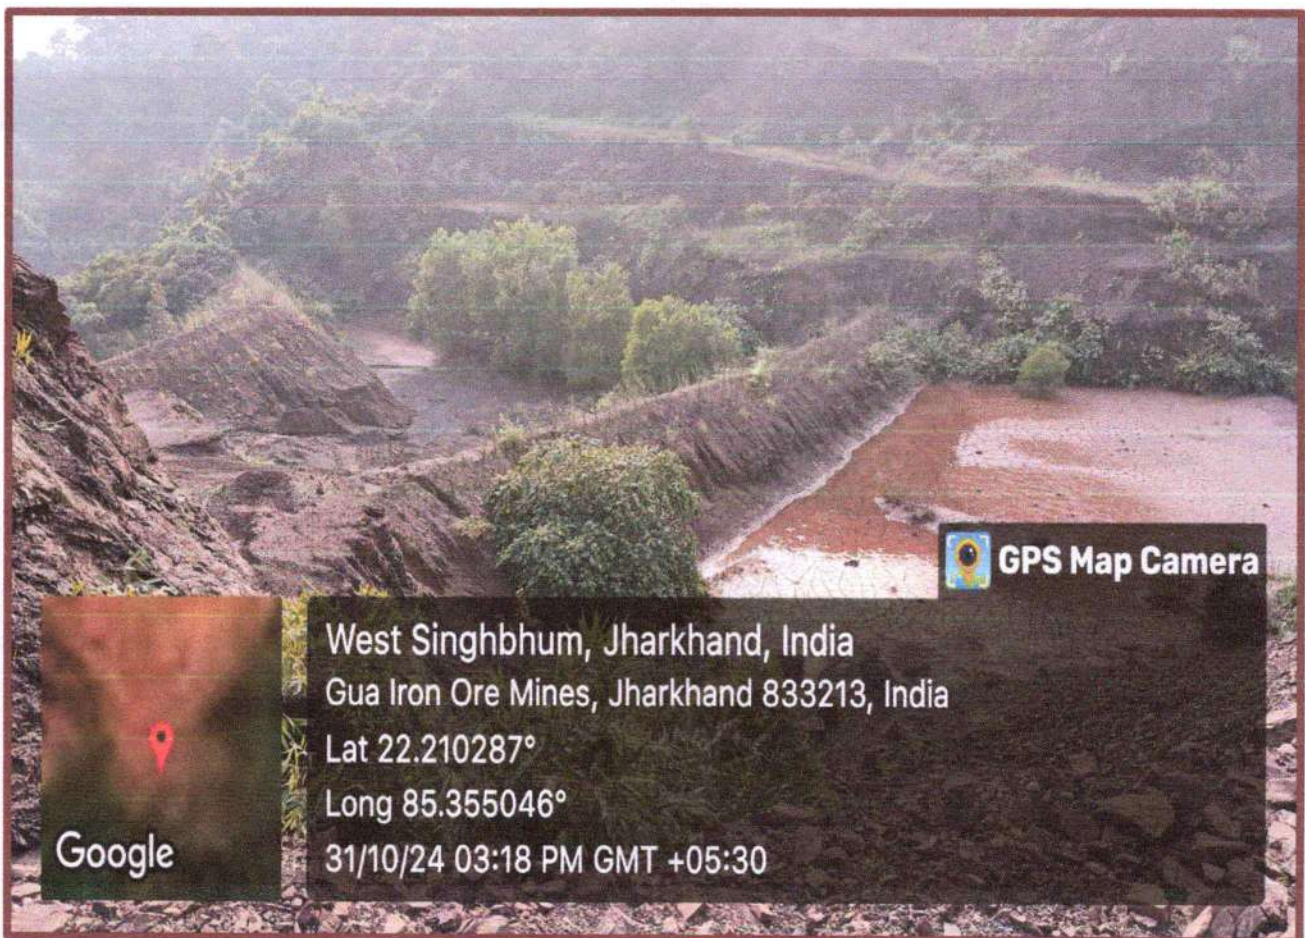 GPS Map Camera
West Singhbhum, Jharkhand, India
Gua Iron Ore Mines, Jharkhand 833213, India
Lat 22.210287°
Long 85.355046°
31/10/24 03:18 PM GMT +05:30
Google